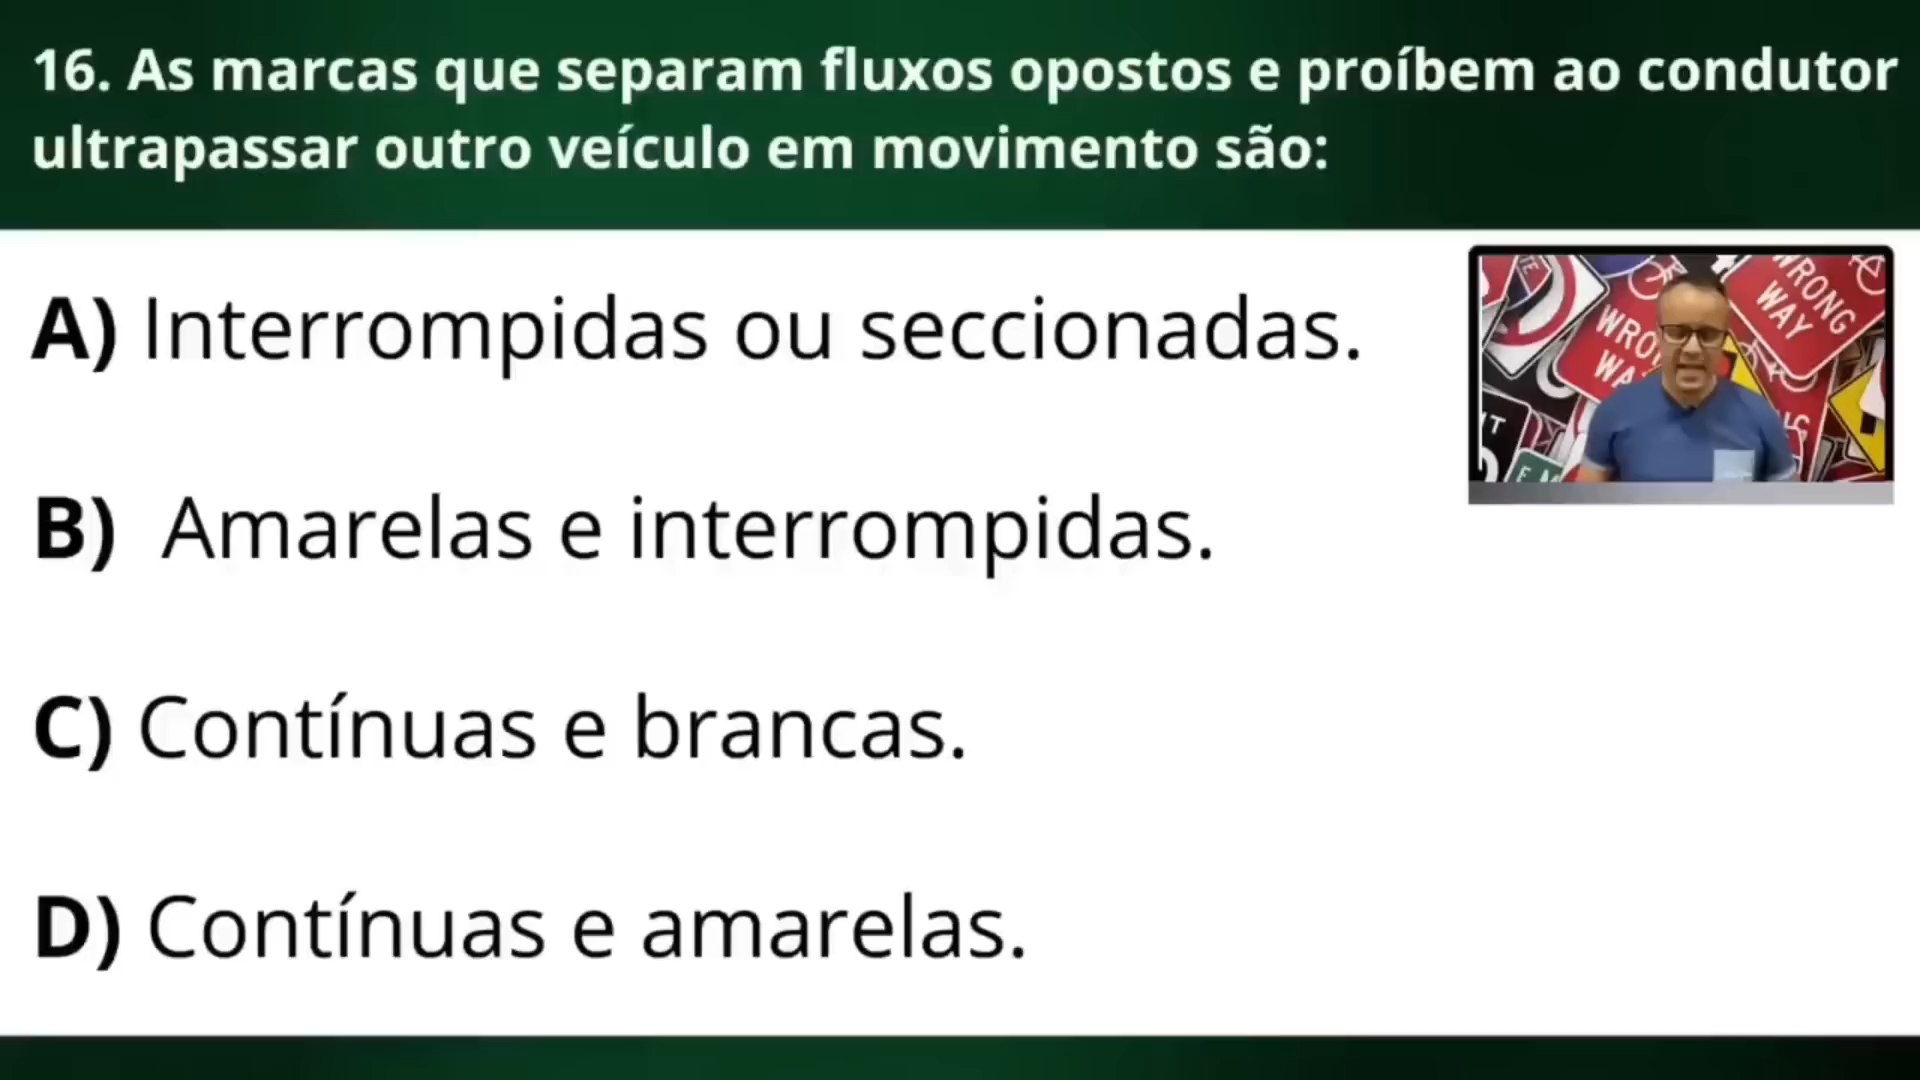 16. As marcas que separam fluxos opostos e proíbem ao condutor
ultrapassar outro veículo em movimento são:
A) Interrompidas ou seccionadas.
WRONG
WAY
B) Amarelas e interrompidas.
C) Contínuas e brancas.
D) Contínuas e amarelas.